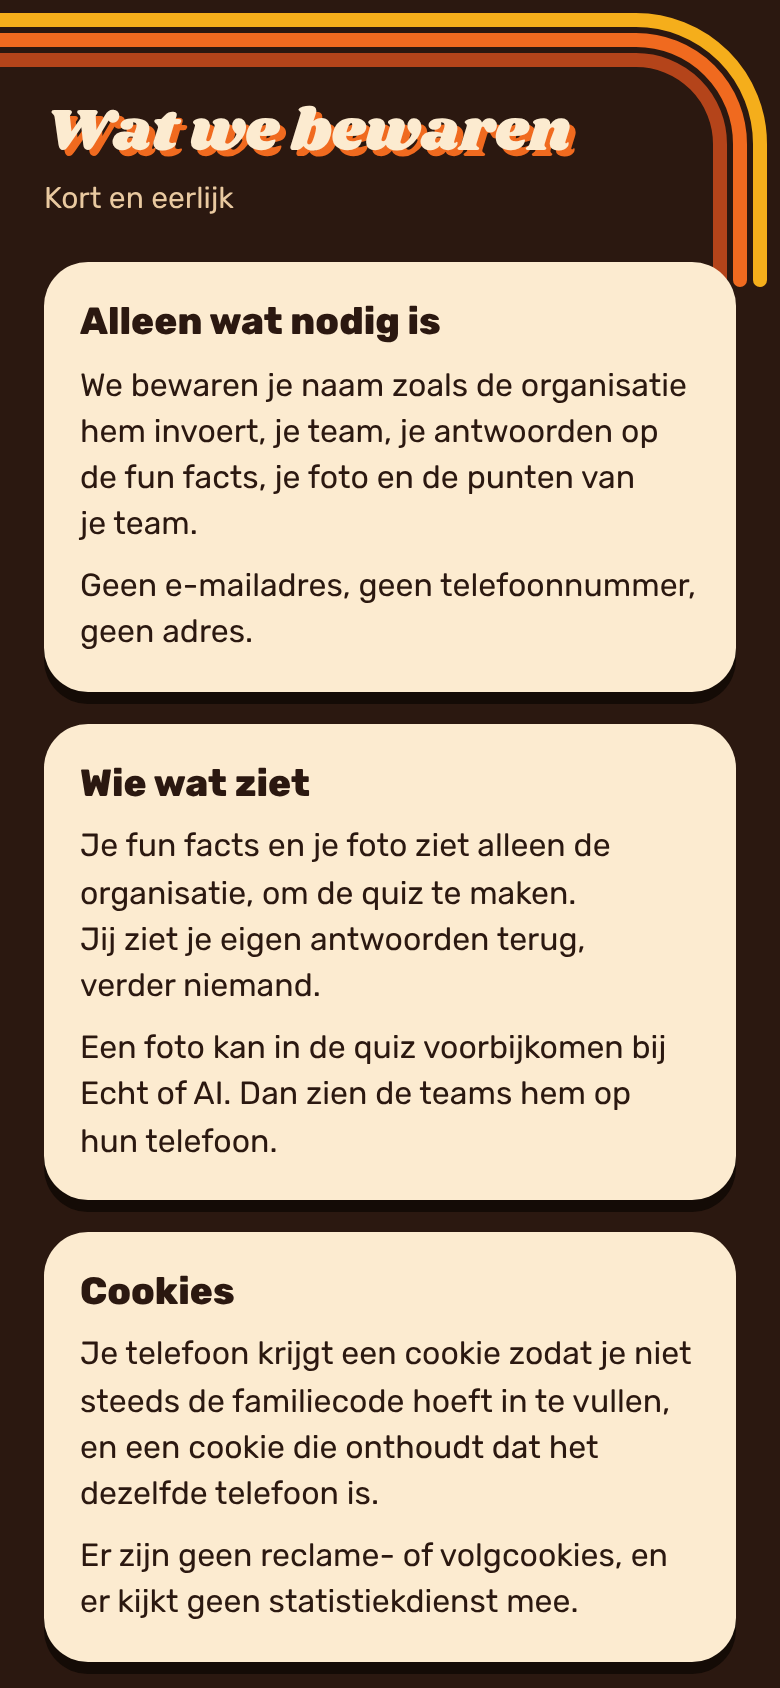 Wat we bewaren
Kort en eerlijk
Alleen wat nodig is
We bewaren je naam zoals de organisatie
hem invoert, je team, je antwoorden op
de fun facts, je foto en de punten van
je team.
Geen e-mailadres, geen telefoonnummer,
geen adres.
Wie wat ziet
Je fun facts en je foto ziet alleen de
organisatie, om de quiz te maken.
Jij ziet je eigen antwoorden terug,
verder niemand.
Een foto kan in de quiz voorbijkomen bij
Echt of AI. Dan zien de teams hem op
hun telefoon.
Cookies
Je telefoon krijgt een cookie zodat je niet
steeds de familiecode hoeft in te vullen,
en een cookie die onthoudt dat het
dezelfde telefoon is.
Er zijn geen reclame- of volgcookies, en
er kijkt geen statistiekdienst mee.